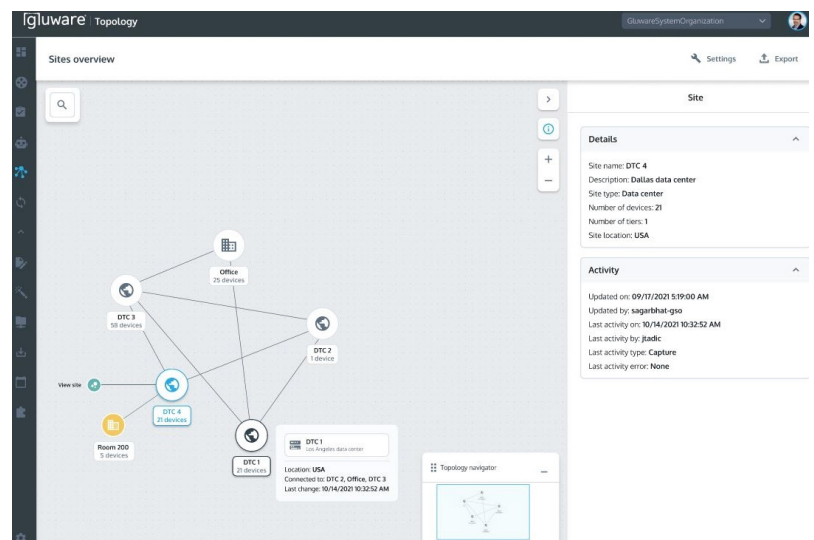 gluware Topology
GluwareSystemOrganization
Sites overview
Settings
Export
Site
Details
Site name: DTC 4
Description: Dallas data center
Site type: Data center
Number of devices: 21
Number of tiers: 1
Site location: USA
Activity
Updated on: 09/17/2021 5:19:00 AM
Updated by: sagarbhat-gso
Last activity on: 10/14/2021 10:32:52 AM
Last activity by: jtadic
Last activity type: Capture
Last activity error: None
Office
25 devices
DTC 3
58 devices
DTC 2
1 device
View site
DTC 4
21 devices
Room 200
5 devices
DTC 1
21 devices
DTC 1
Los Angeles data center
Location: USA
Connected to: DTC 2, Office, DTC 3
Last change: 10/14/2021 10:32:52 AM
Topology navigator